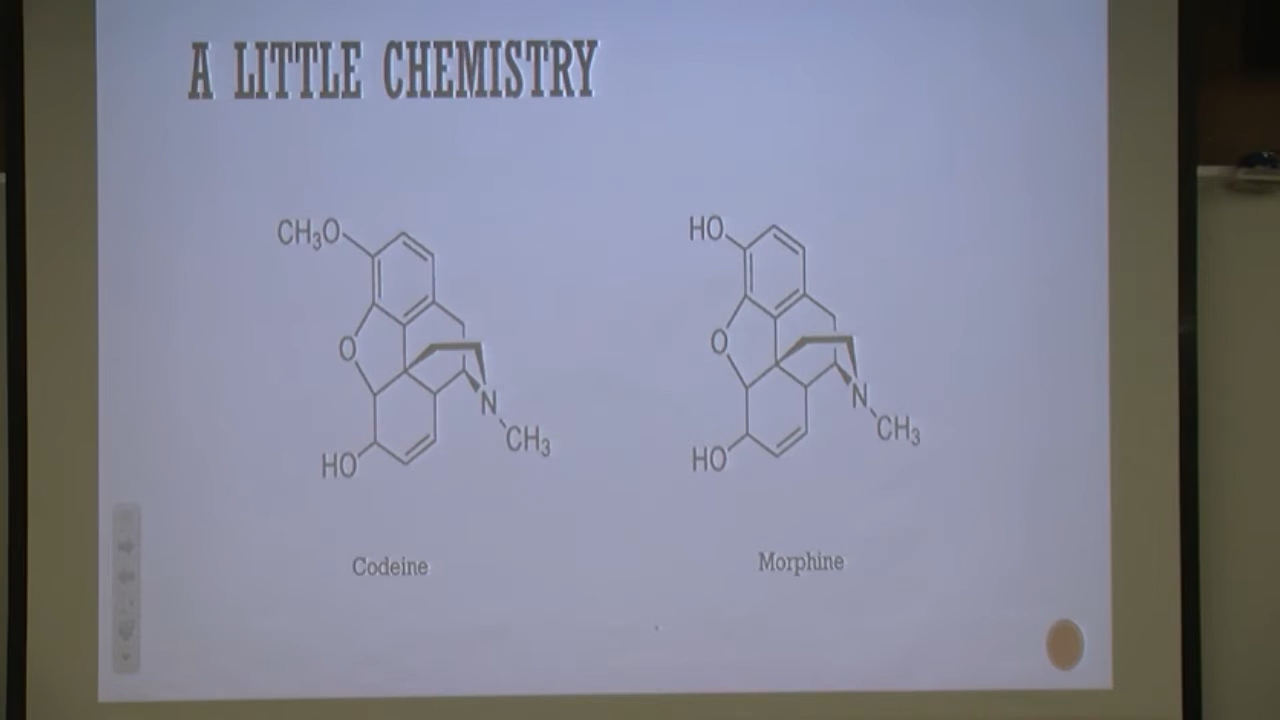 A LITTLE CHEMISTRY
CH₃O
O
N
CH₃
HO
Codeine
HO
O
N
CH₃
HO
Morphine